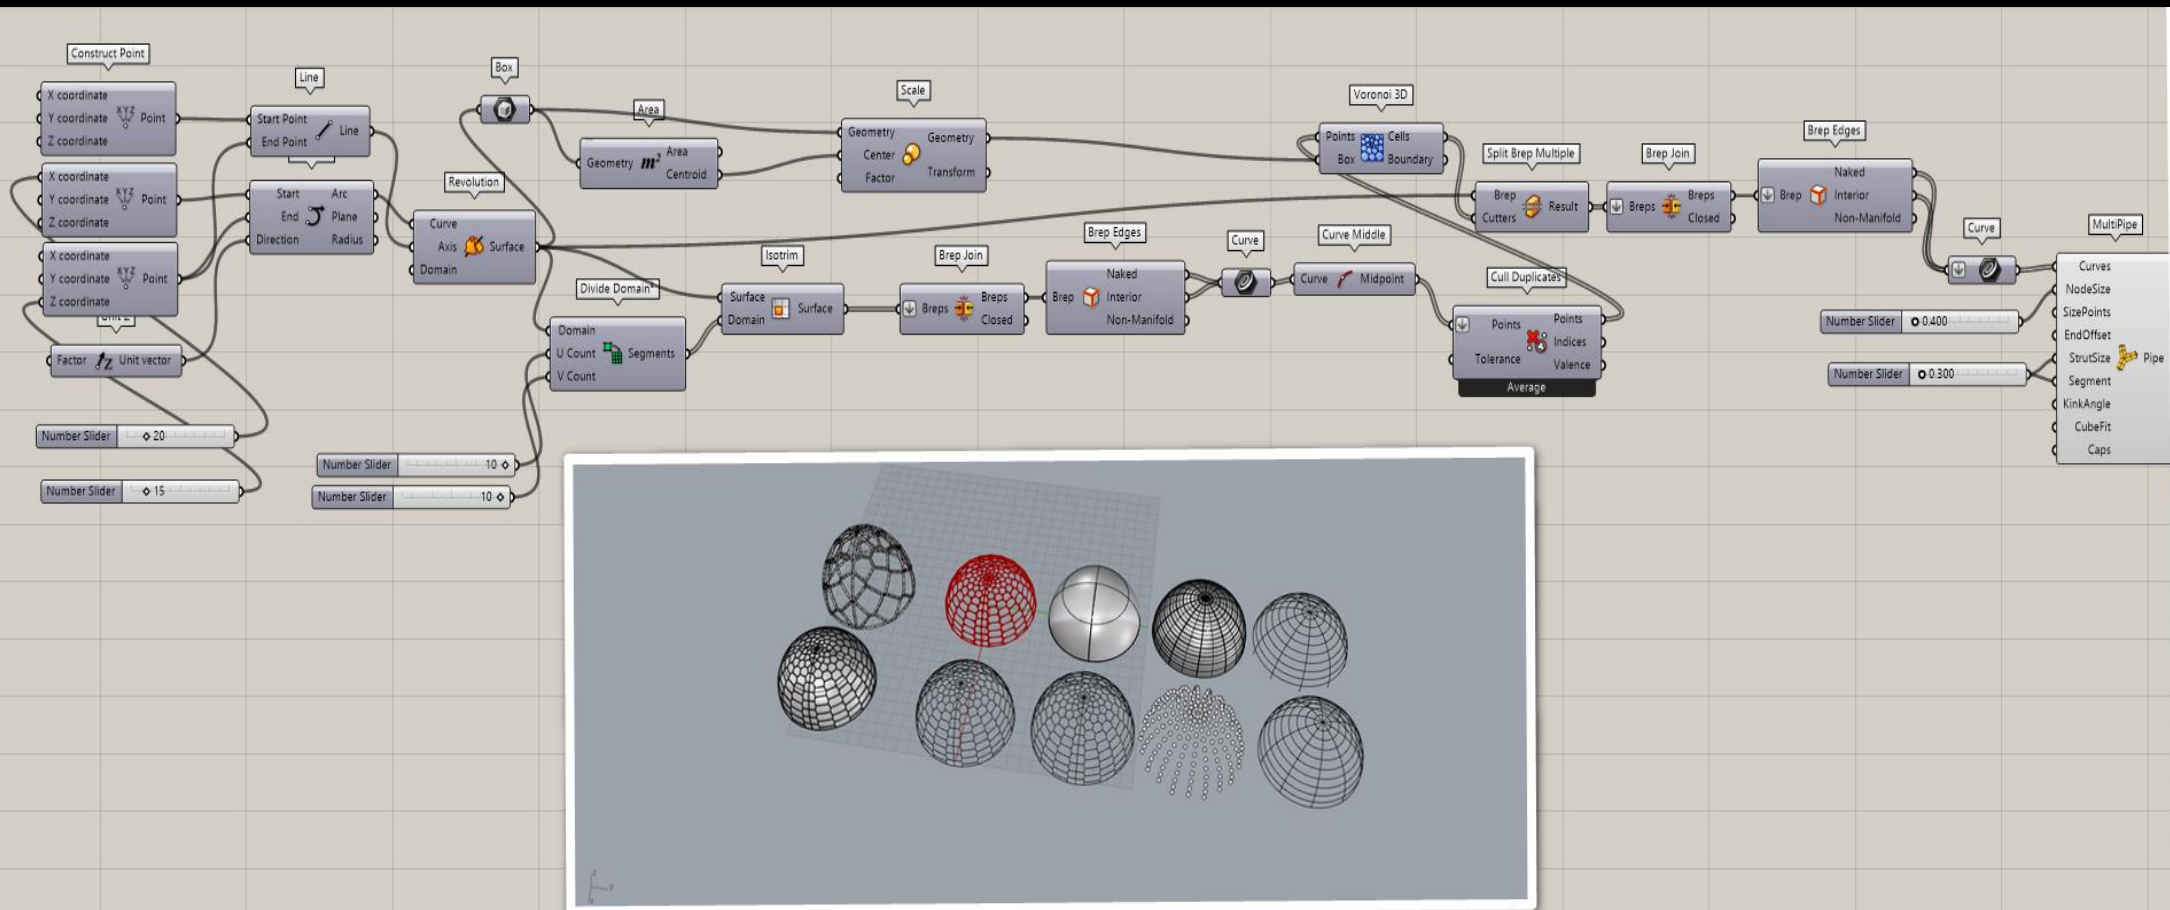 Construct Point
X coordinate
Y coordinate
Z coordinate
XYZ
Point
X coordinate
Y coordinate
Z coordinate
XYZ
Point
X coordinate
Y coordinate
Z coordinate
XYZ
Point
Unit Z
Factor Z Unit vector
Number Slider 20
Number Slider 15
Line
Start Point
End Point
Line
Start
End
Direction
Arc
Plane
Radius
Revolution
Curve
Axis
Domain
Surface
Number Slider 10
Number Slider 10
Box
Area
Geometry m²
Area
Centroid
Divide Domain²
Domain
U Count
V Count
Segments
Isotrim
Surface
Domain
Surface
Scale
Geometry
Center
Factor
Geometry
Transform
Brep Join
Breps
Breps
Closed
Brep Edges
Brep
Naked
Interior
Non-Manifold
Curve
Curve Middle
Curve Midpoint
Voronoi 3D
Points
Box
Cells
Boundary
Cull Duplicates
Points
Tolerance
Points
Indices
Valence
Average
Split Brep Multiple
Brep
Cutters
Result
Brep Join
Breps
Breps
Closed
Brep Edges
Brep
Naked
Interior
Non-Manifold
Curve
Number Slider 0.400
Number Slider 0.300
MultiPipe
Curves
NodeSize
SizePoints
EndOffset
StrutSize
Segment
KinkAngle
CubeFit
Caps
Pipe